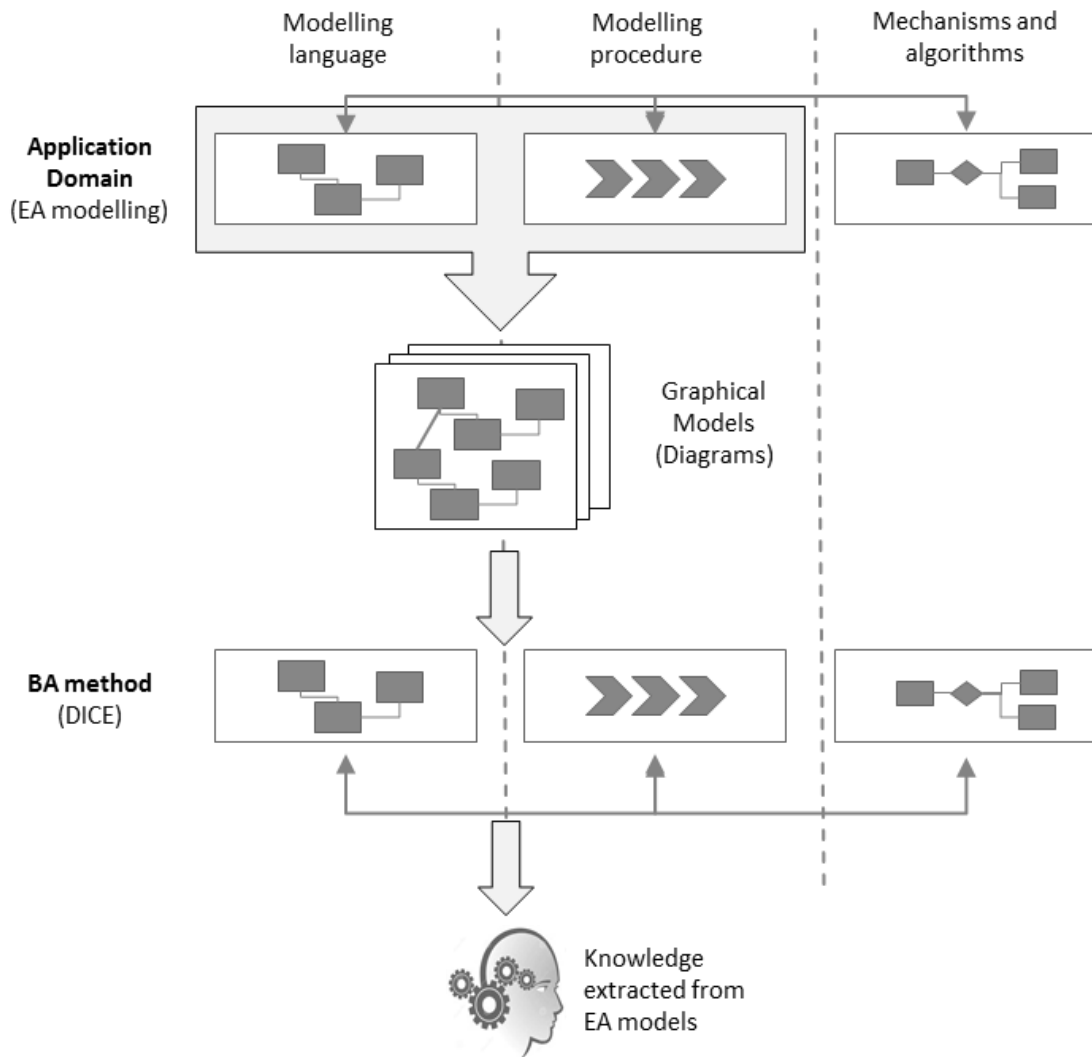 Modelling
language
Modelling
procedure
Mechanisms and
algorithms
Application
Domain
(EA modelling)
Graphical
Models
(Diagrams)
BA method
(DICE)
Knowledge
extracted from
EA models